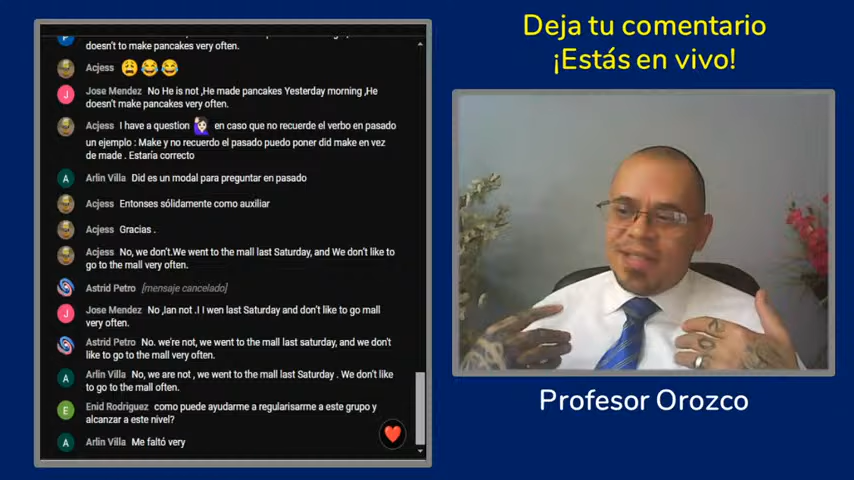 Deja tu comentario
¡Estás en vivo!
doesn't to make pancakes very often.
Acjess 😩😂😂
Jose Mendez No He is not ,He made pancakes Yesterday morning ,He
doesn't make pancakes very often.
Acjess I have a question 🙋🏻‍♀️ en caso que no recuerde el verbo en pasado
un ejemplo : Make y no recuerdo el pasado puedo poner did make en vez
de made . Estaría correcto
Arlin Villa Did es un modal para preguntar en pasado
Acjess Entonses sólidamente como auxiliar
Acjess Gracias .
Acjess No, we don't.We went to the mall last Saturday, and We don't like to
go to the mall very often.
Astrid Petro [mensaje cancelado]
Jose Mendez No ,Ian not .I I wen last Saturday and don't like to go mall
very often.
Astrid Petro No. we're not, we went to the mall last saturday, and we don't
like to go to the mall very often.
Arlin Villa No, we are not , we went to the mall last Saturday . We don't like
to go to the mall often.
Enid Rodriguez como puede ayudarme a regularisarme a este grupo y
alcanzar a este nivel?
Arlin Villa Me faltó very
Profesor Orozco